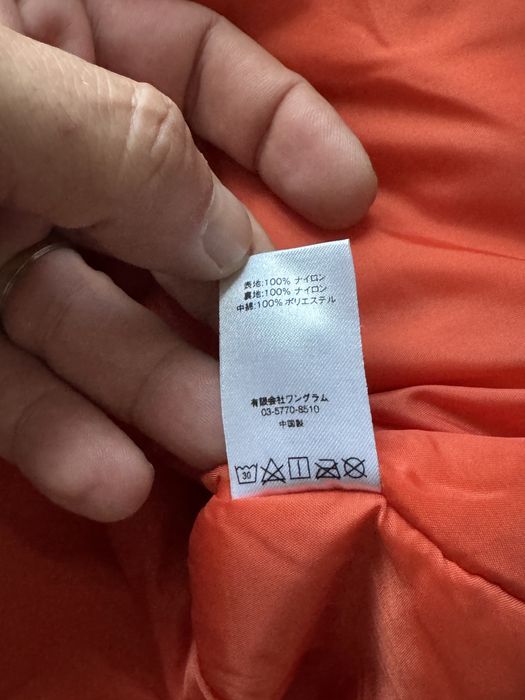 表地:100% ナイロン
裏地:100% ナイロン
中綿:100% ポリエステル
有限会社ワングラム
03-5770-8510
中国製
30